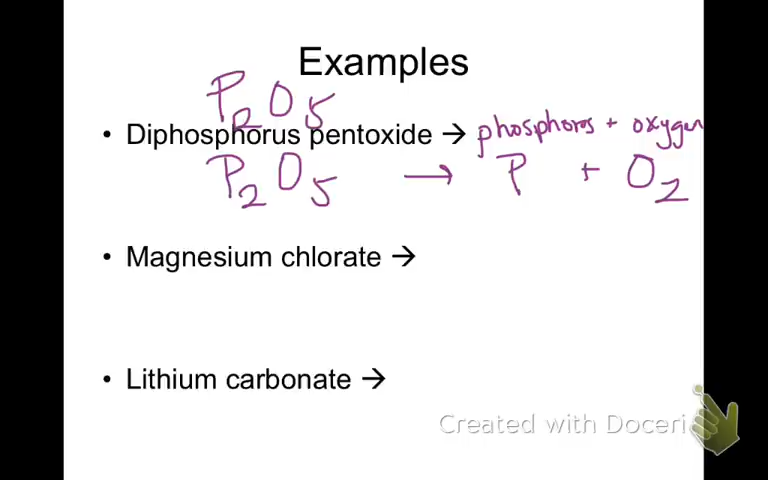 Examples
P₂O₅
• Diphosphorus pentoxide → phosphoros + oxygen
P₂O₅ → P + O₂
• Magnesium chlorate →
• Lithium carbonate →
Created with Doceri